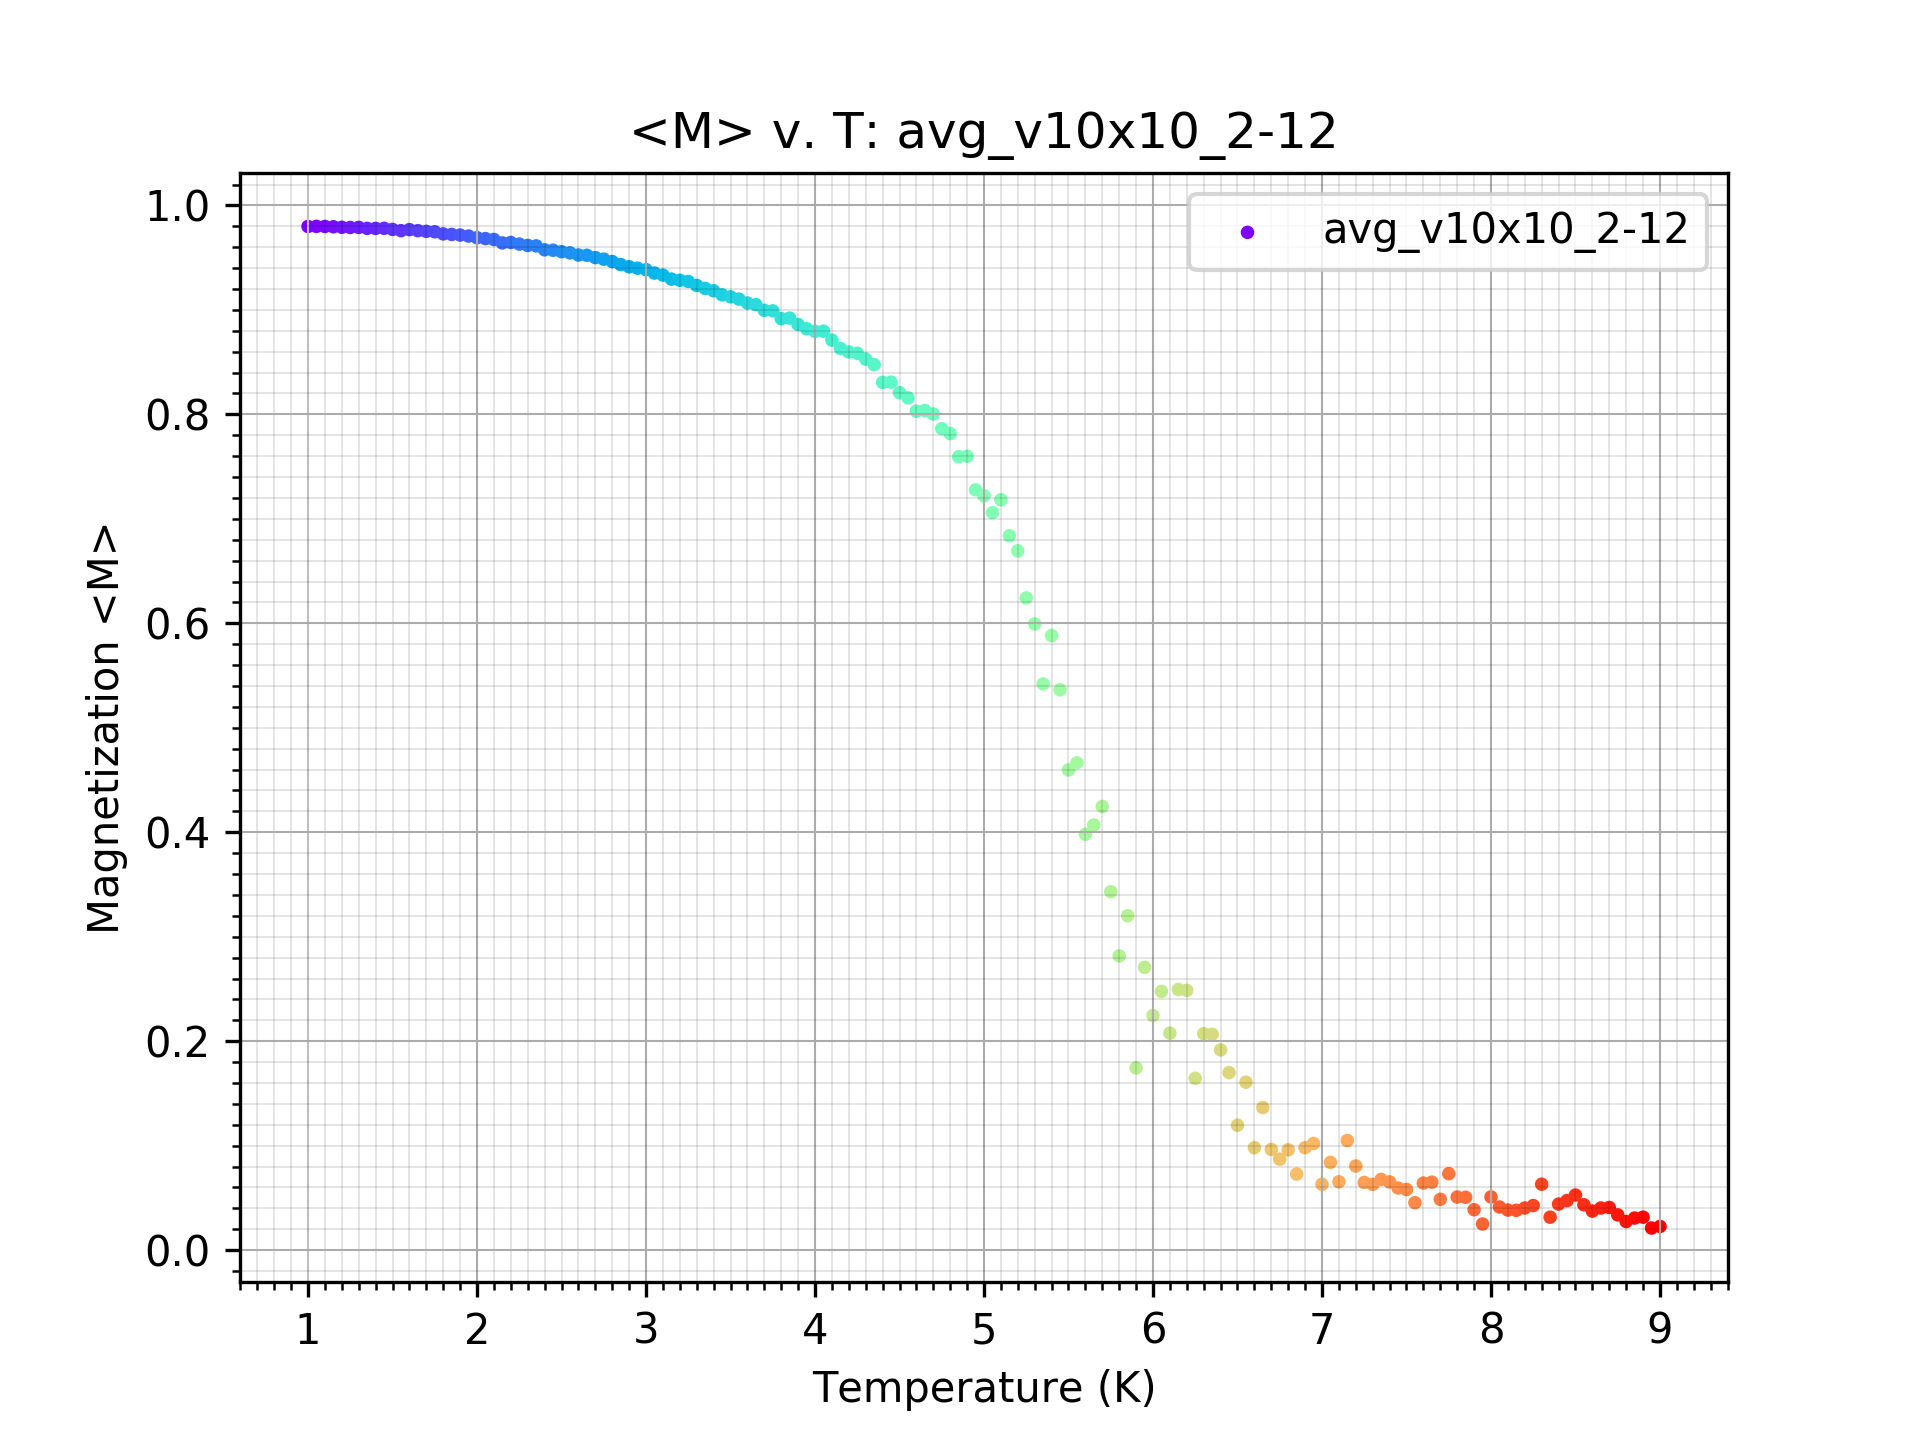 <M> v. T: avg_v10x10_2-12
avg_v10x10_2-12
1.0
0.8
0.6
0.4
0.2
0.0
Magnetization <M>
1 2 3 4 5 6 7 8 9
Temperature (K)